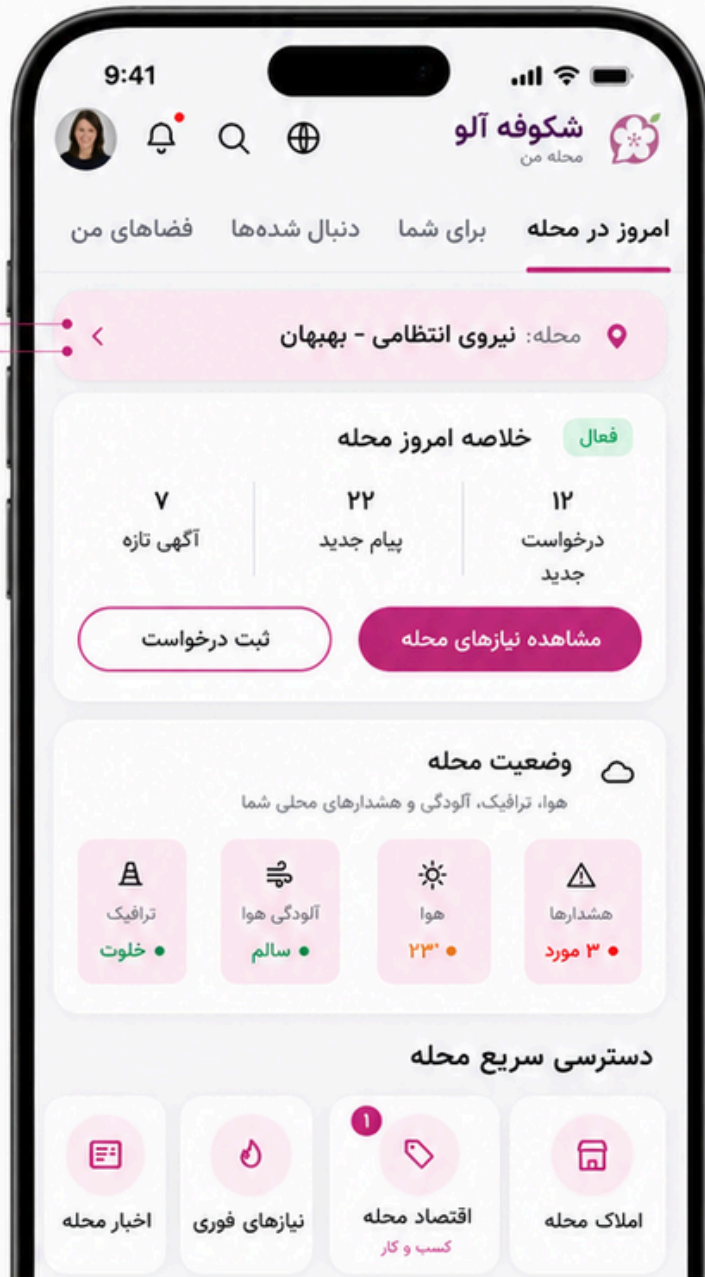 9:41
شکوفه آلو
محله من
امروز در محله
برای شما
دنبال شده‌ها
فضاهای من
محله: نیروی انتظامی - بهبهان
فعال
خلاصه امروز محله
۱۲
درخواست
جدید
۲۲
پیام جدید
۷
آگهی تازه
مشاهده نیازهای محله
ثبت درخواست
وضعیت محله
هوا، ترافیک، آلودگی و هشدارهای محلی شما
هشدارها
۳ مورد
هوا
۲۳°
آلودگی هوا
سالم
ترافیک
خلوت
دسترسی سریع محله
املاک محله
۱
اقتصاد محله
کسب و کار
نیازهای فوری
اخبار محله